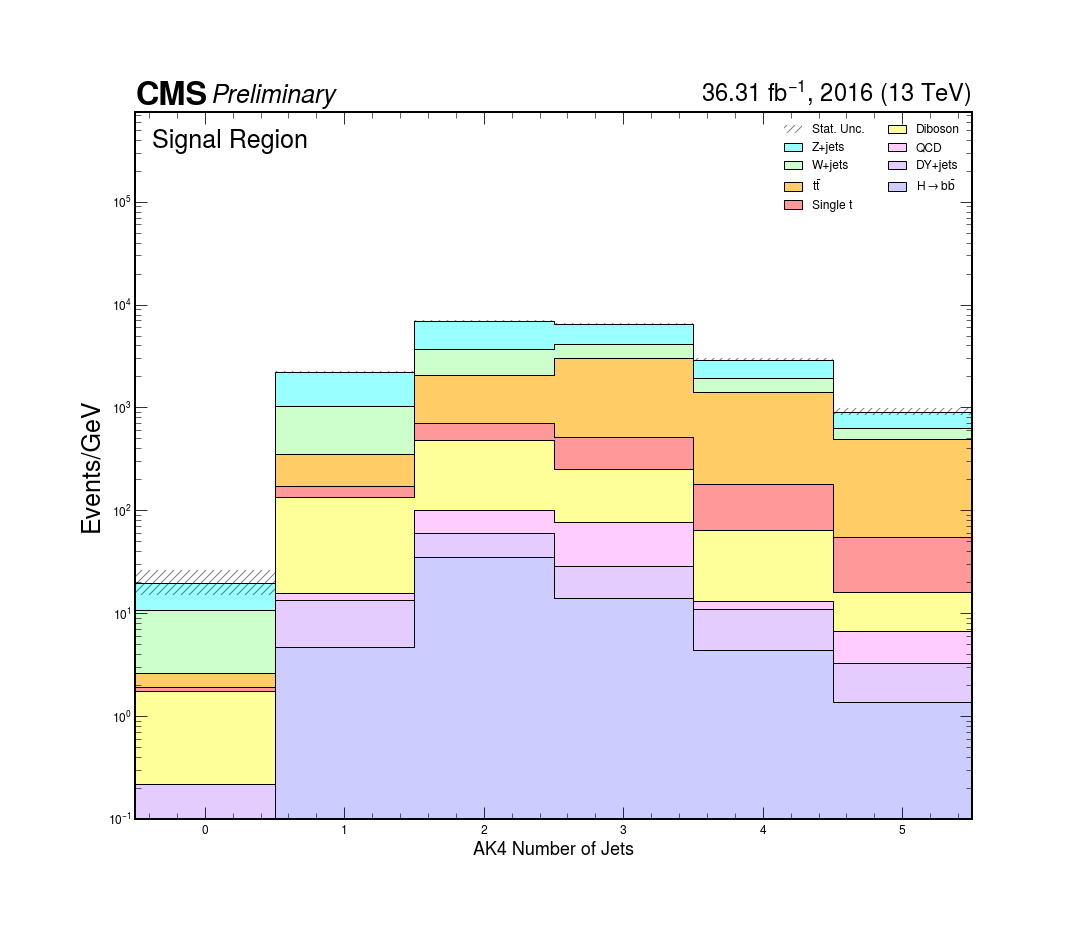 CMS Preliminary
36.31 fb⁻¹, 2016 (13 TeV)
Signal Region
Stat. Unc.
Z+jets
W+jets
tt̄
Single t
Diboson
QCD
DY+jets
H→bb̄
Events/GeV
10⁵
10⁴
10³
10²
10¹
10⁰
10⁻¹
0 1 2 3 4 5
AK4 Number of Jets